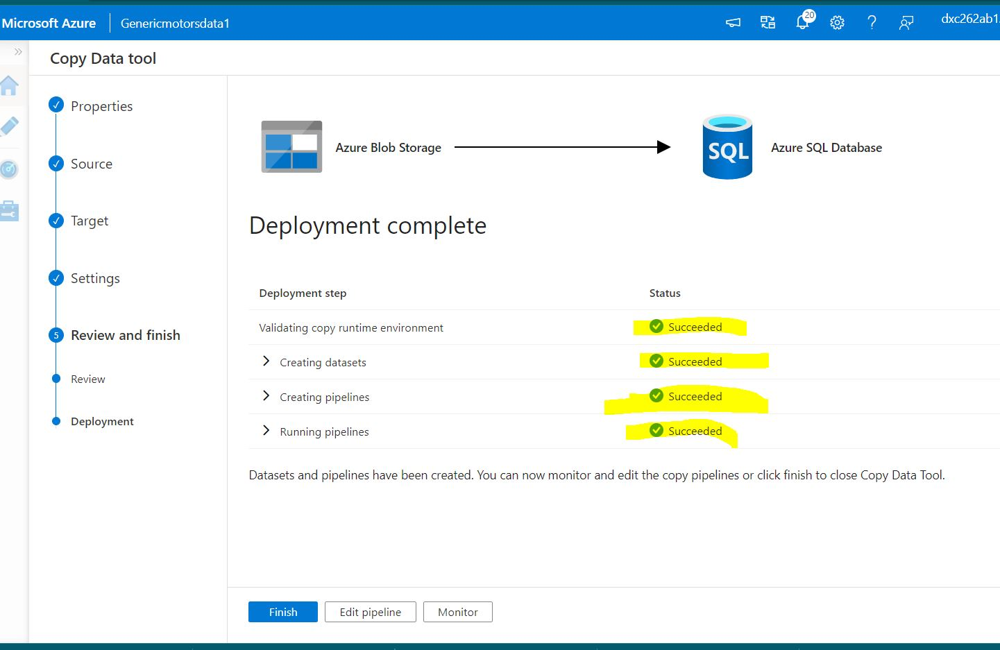 Microsoft Azure
Genericmotorsdata1
20
dxc262ab1
Copy Data tool
Properties
Source
Target
Settings
5
Review and finish
Review
Deployment
Azure Blob Storage
SQL
Azure SQL Database
Deployment complete
Deployment step Status
Validating copy runtime environment Succeeded
Creating datasets Succeeded
Creating pipelines Succeeded
Running pipelines Succeeded
Datasets and pipelines have been created. You can now monitor and edit the copy pipelines or click finish to close Copy Data Tool.
Finish
Edit pipeline
Monitor